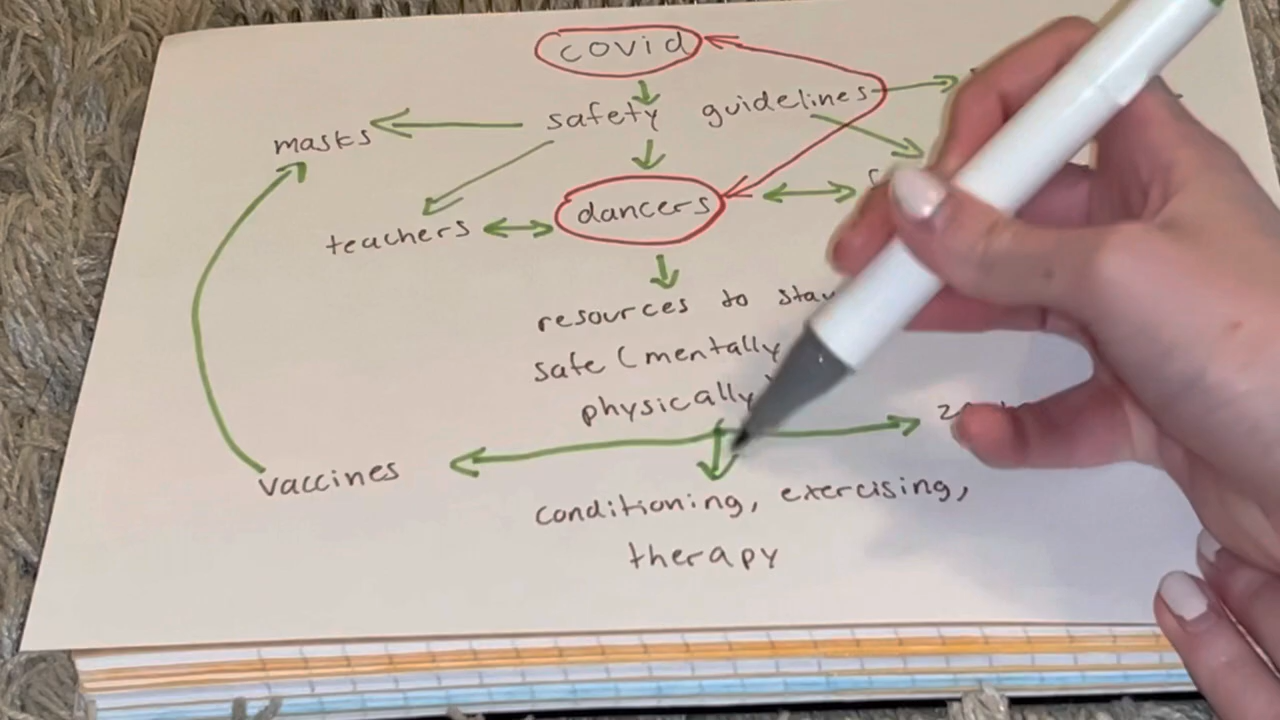 covid
safety guidelines
masks
dancers
teachers
resources to stay
safe (mentally
physically)
vaccines
conditioning, exercising,
therapy